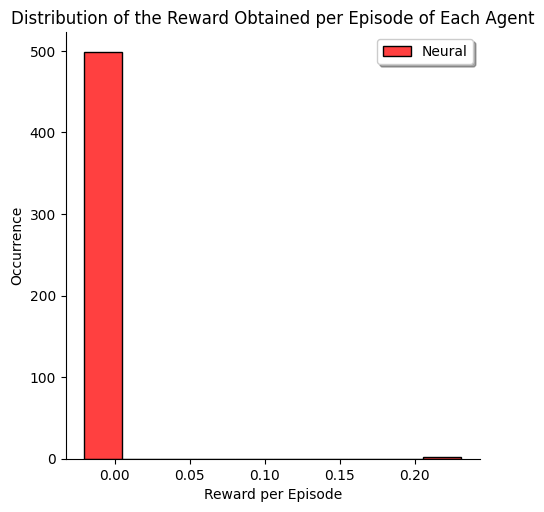 Distribution of the Reward Obtained per Episode of Each Agent
Neural
500
400
300
200
100
0
Occurrence
0.00 0.05 0.10 0.15 0.20
Reward per Episode